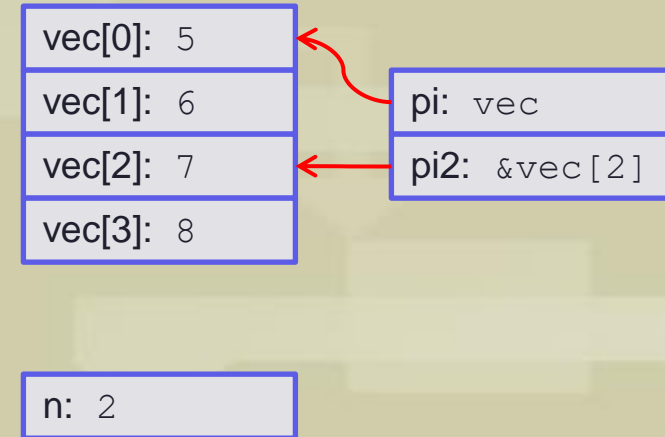 vec[0]: 5
vec[1]: 6
vec[2]: 7
vec[3]: 8
pi: vec
pi2: &vec[2]
n: 2